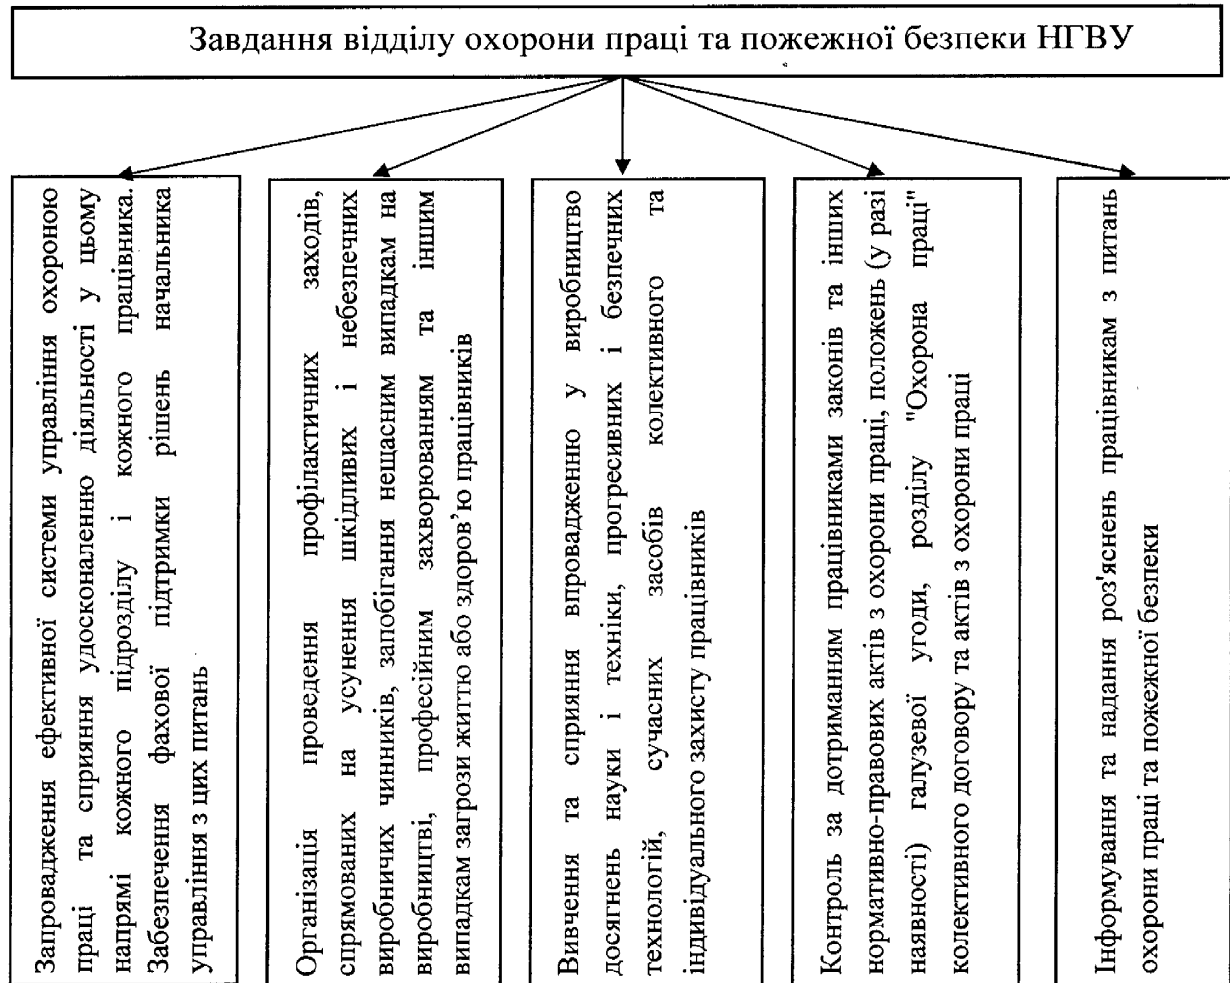 Завдання відділу охорони праці та пожежної безпеки НГВУ
Запровадження ефективної системи управління охороною
праці та сприяння удосконаленню діяльності у цьому
напрямі кожного підрозділу і кожного працівника.
Забезпечення фахової підтримки рішень начальника
управління з цих питань
Організація проведення профілактичних заходів,
спрямованих на усунення шкідливих і небезпечних
виробничих чинників, запобігання нещасним випадкам на
виробництві, професійним захворюванням та іншим
випадкам загрози життю або здоров'ю працівників
Вивчення та сприяння впровадженню у виробництво
досягнень науки і техніки, прогресивних і безпечних
технологій, сучасних засобів колективного та
індивідуального захисту працівників
Контроль за дотриманням працівниками законів та інших
нормативно-правових актів з охорони праці, положень (у разі
наявності) галузевої угоди, розділу "Охорона праці"
колективного договору та актів з охорони праці
Інформування та надання роз'яснень працівникам з питань
охорони праці та пожежної безпеки